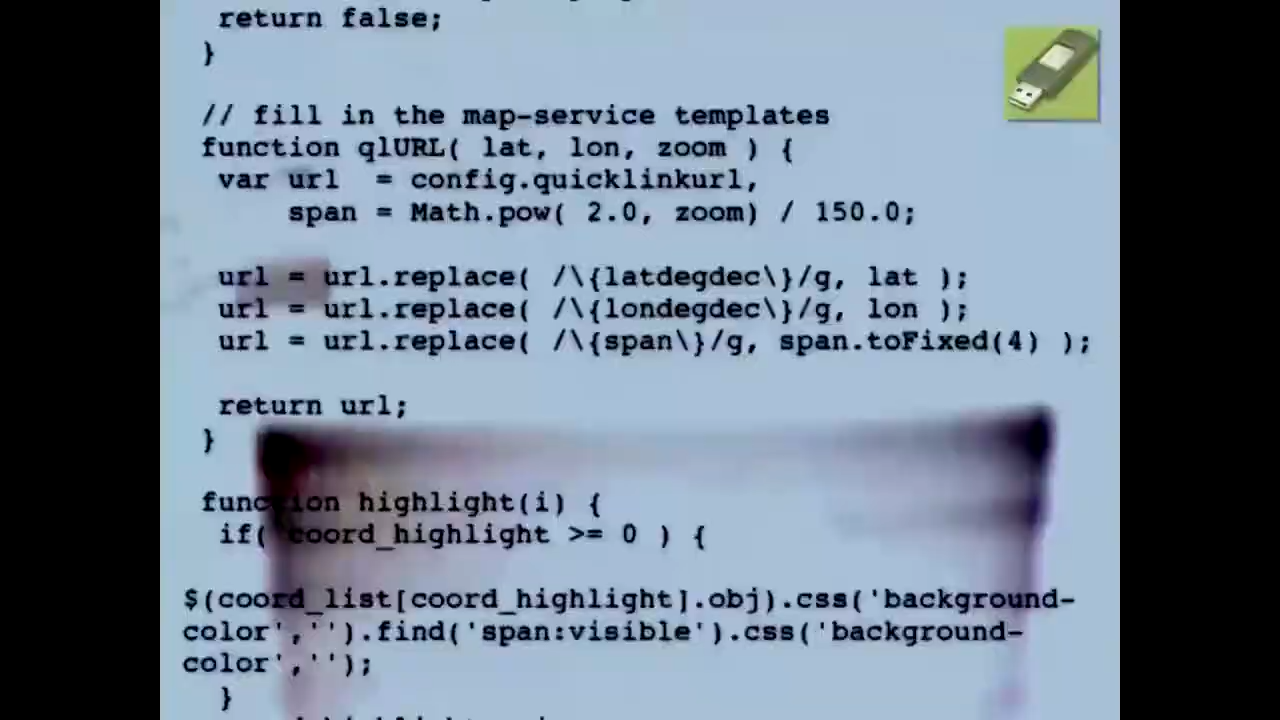 return false;
}
// fill in the map-service templates
function qlURL( lat, lon, zoom ) {
var url  = config.quicklinkurl,
span = Math.pow( 2.0, zoom) / 150.0;
url = url.replace( /\{latdegdec\}/g, lat );
url = url.replace( /\{londegdec\}/g, lon );
url = url.replace( /\{span\}/g, span.toFixed(4) );
return url;
}
function highlight(i) {
if( coord_highlight >= 0 ) {
$(coord_list[coord_highlight].obj).css('background-
color','').find('span:visible').css('background-
color','');
}